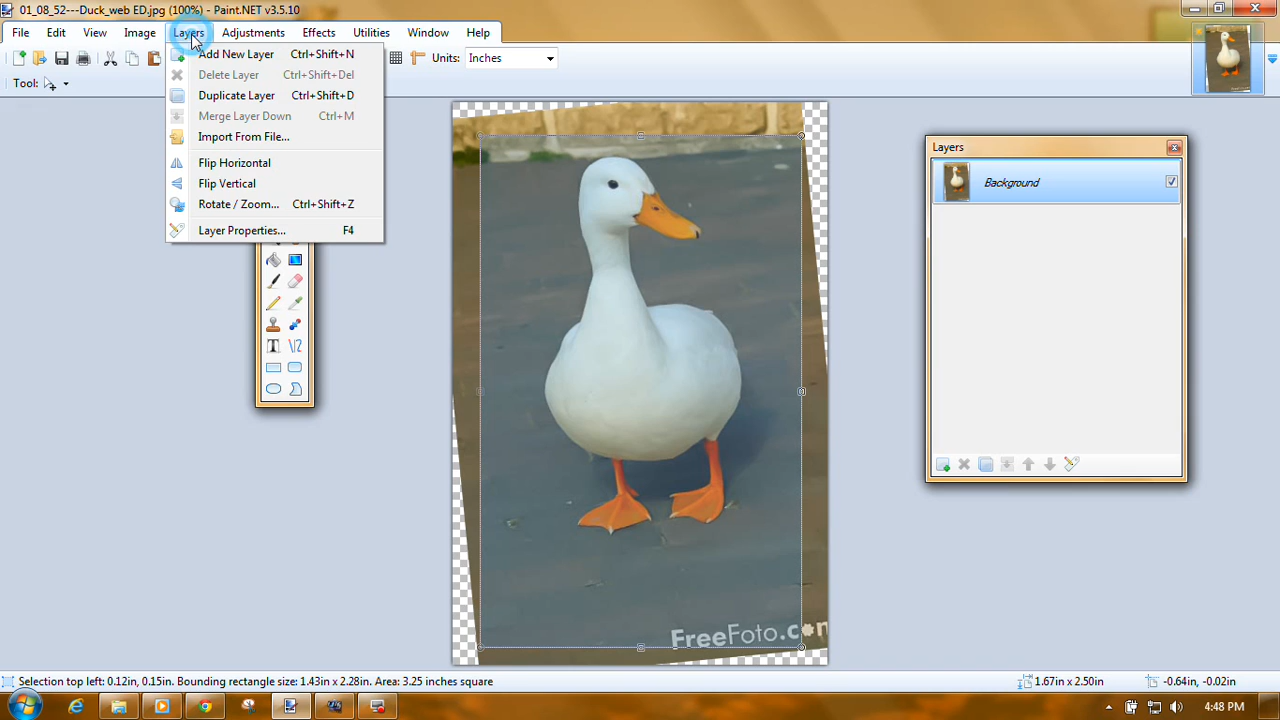 01_08_52---Duck_web ED.jpg (100%) - Paint.NET v3.5.10
File Edit View Image Layers Adjustments Effects Utilities Window Help
Add New Layer Ctrl+Shift+N
Units: Inches
Delete Layer Ctrl+Shift+Del
Tool:
Duplicate Layer Ctrl+Shift+D
Merge Layer Down Ctrl+M
Import From File...
Flip Horizontal
Flip Vertical
Rotate / Zoom... Ctrl+Shift+Z
Layer Properties... F4
Layers
Background
FreeFoto.com
Selection top left: 0.12in, 0.15in. Bounding rectangle size: 1.43in x 2.28in. Area: 3.25 inches square
1.67in x 2.50in
-0.64in, -0.02in
4:48 PM